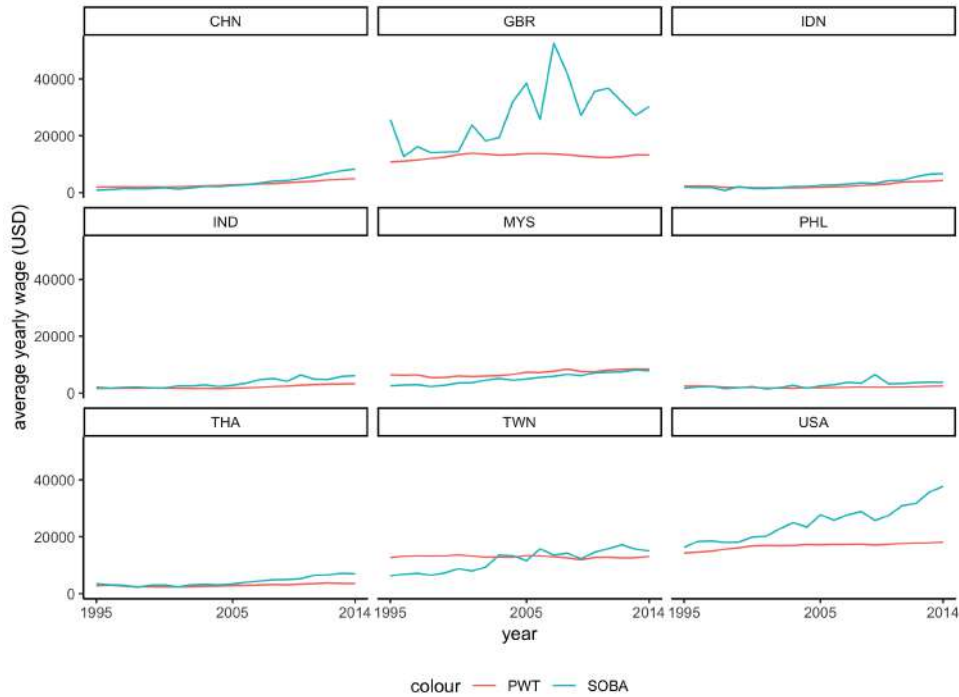 CHN
GBR
IDN
40000
20000
0
IND
MYS
PHL
40000
20000
0
THA
TWN
USA
40000
20000
0
1995
2005
2014
1995
2005
2014
1995
2005
2014
average yearly wage (USD)
year
colour PWT SOBA